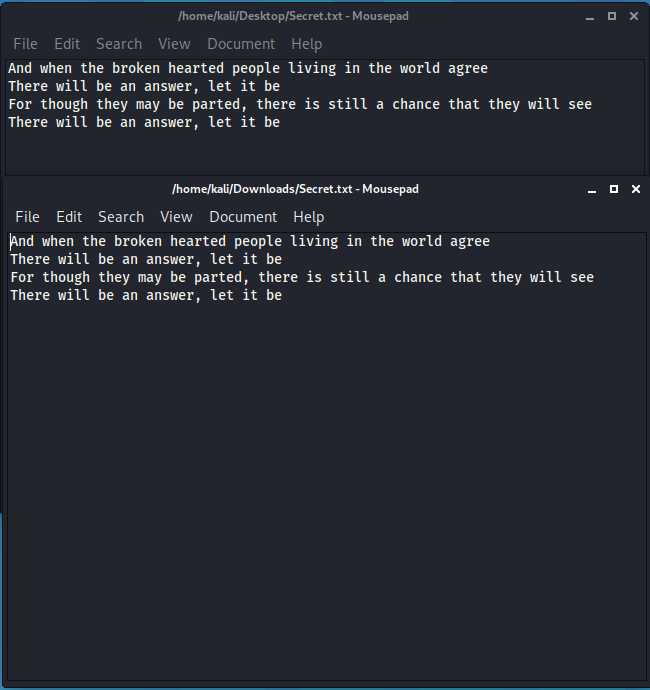 /home/kali/Desktop/Secret.txt - Mousepad
File Edit Search View Document Help
And when the broken hearted people living in the world agree
There will be an answer, let it be
For though they may be parted, there is still a chance that they will see
There will be an answer, let it be
/home/kali/Downloads/Secret.txt - Mousepad
File Edit Search View Document Help
And when the broken hearted people living in the world agree
There will be an answer, let it be
For though they may be parted, there is still a chance that they will see
There will be an answer, let it be